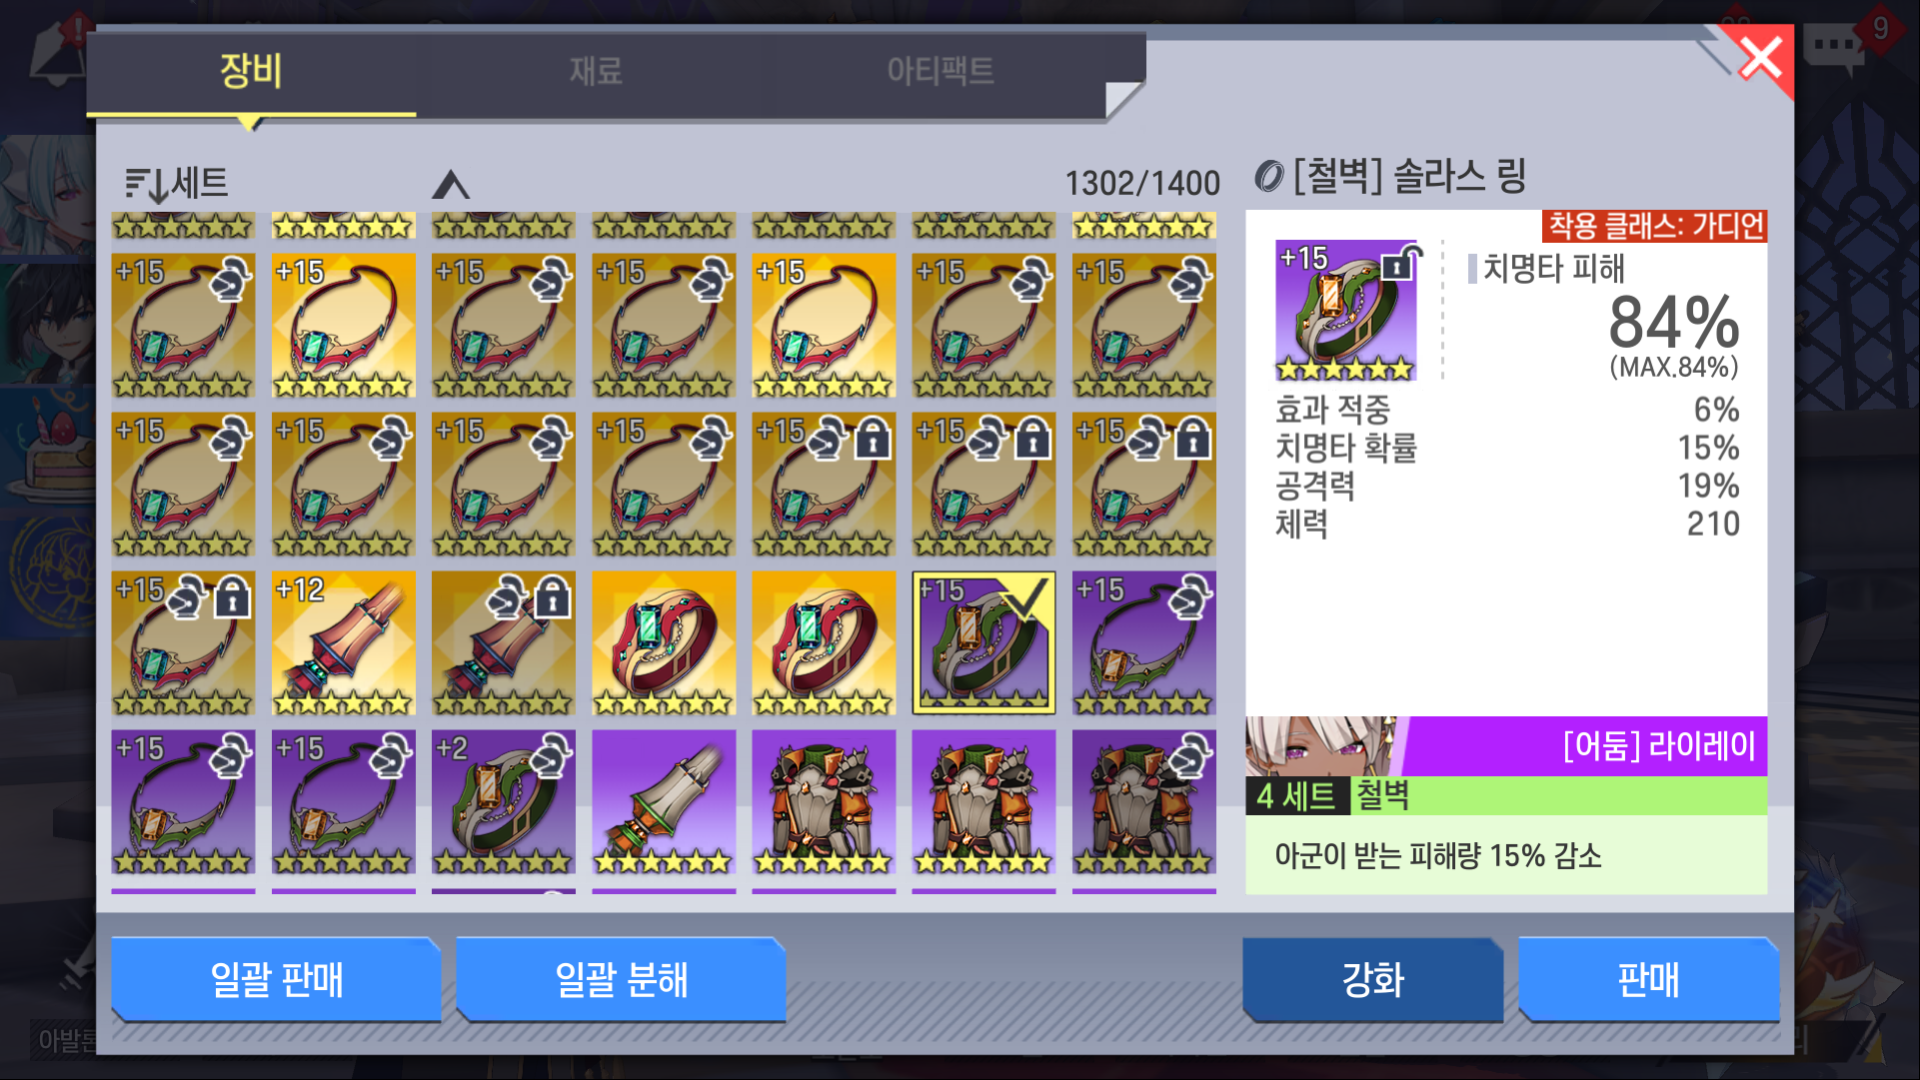 장비
재료
아티팩트
9
세트
1302/1400
[철벽] 솔라스 링
착용 클래스: 가디언
+15
치명타 피해
84%
(MAX.84%)
효과 적중 6%
치명타 확률 15%
공격력 19%
체력 210
[어둠] 라이레이
4 세트 철벽
아군이 받는 피해량 15% 감소
+15 +15 +15 +15 +15 +15 +15
+15 +15 +15 +15 +15 +15 +15
+15 +12 +15 +15
+15 +15 +2
일괄 판매
일괄 분해
강화
판매
아발론